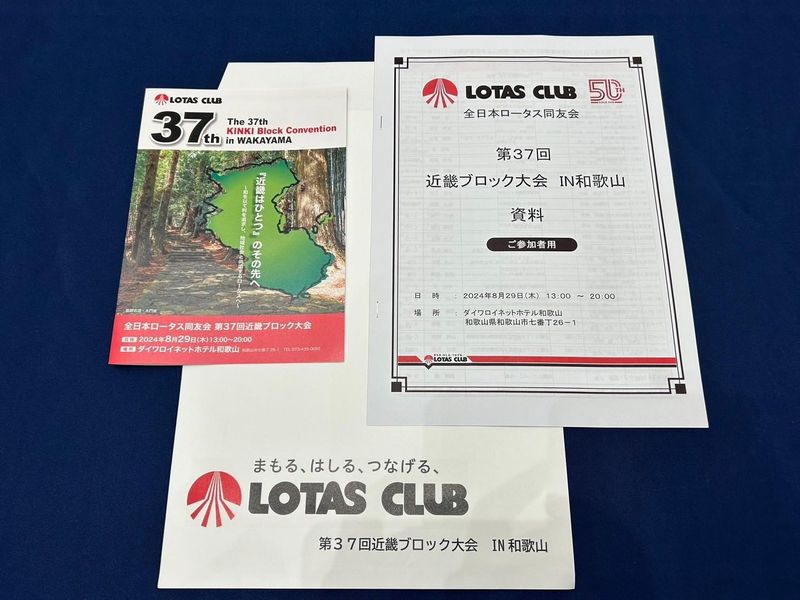 LOTAS CLUB
37th
The 37th
KINKI Block Convention
in WAKAYAMA
『近畿はひとつ』のその先へ
全日本ロータス同友会 第37回近畿ブロック大会
日時 2024年8月29日(木)13:00~20:00
場所 ダイワロイネットホテル和歌山
LOTAS CLUB 50TH
全日本ロータス同友会
第37回
近畿ブロック大会 IN和歌山
資料
ご参加者用
日 時 : 2024年8月29日(木) 13:00 ~ 20:00
場 所 : ダイワロイネットホテル和歌山
和歌山県和歌山市七番丁26-1
LOTAS CLUB
まもる、はしる、つなげる、
LOTAS CLUB
第37回近畿ブロック大会 IN和歌山